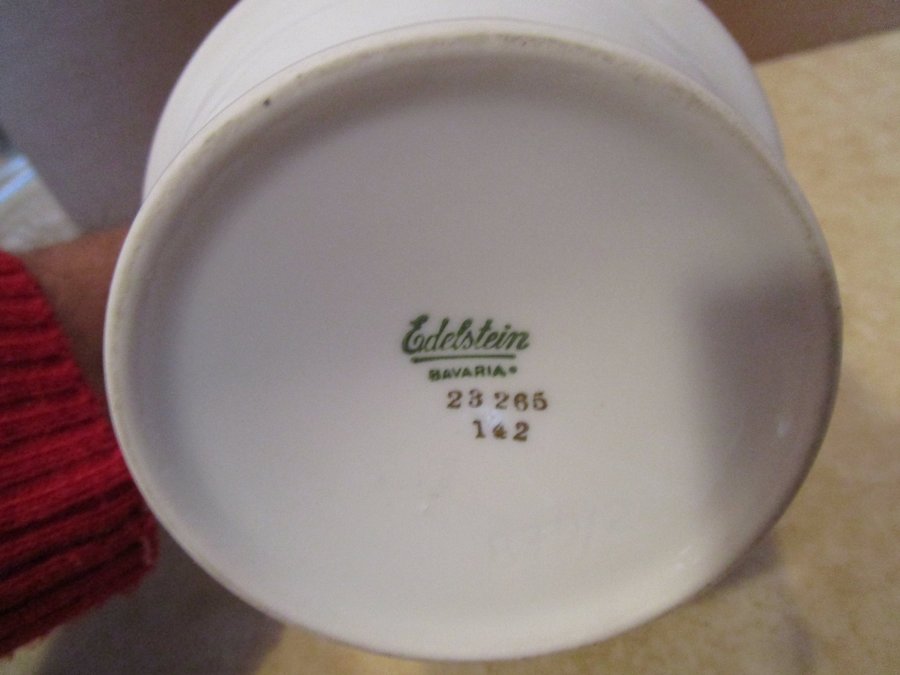 Edelstein
BAVARIA
23 265
142